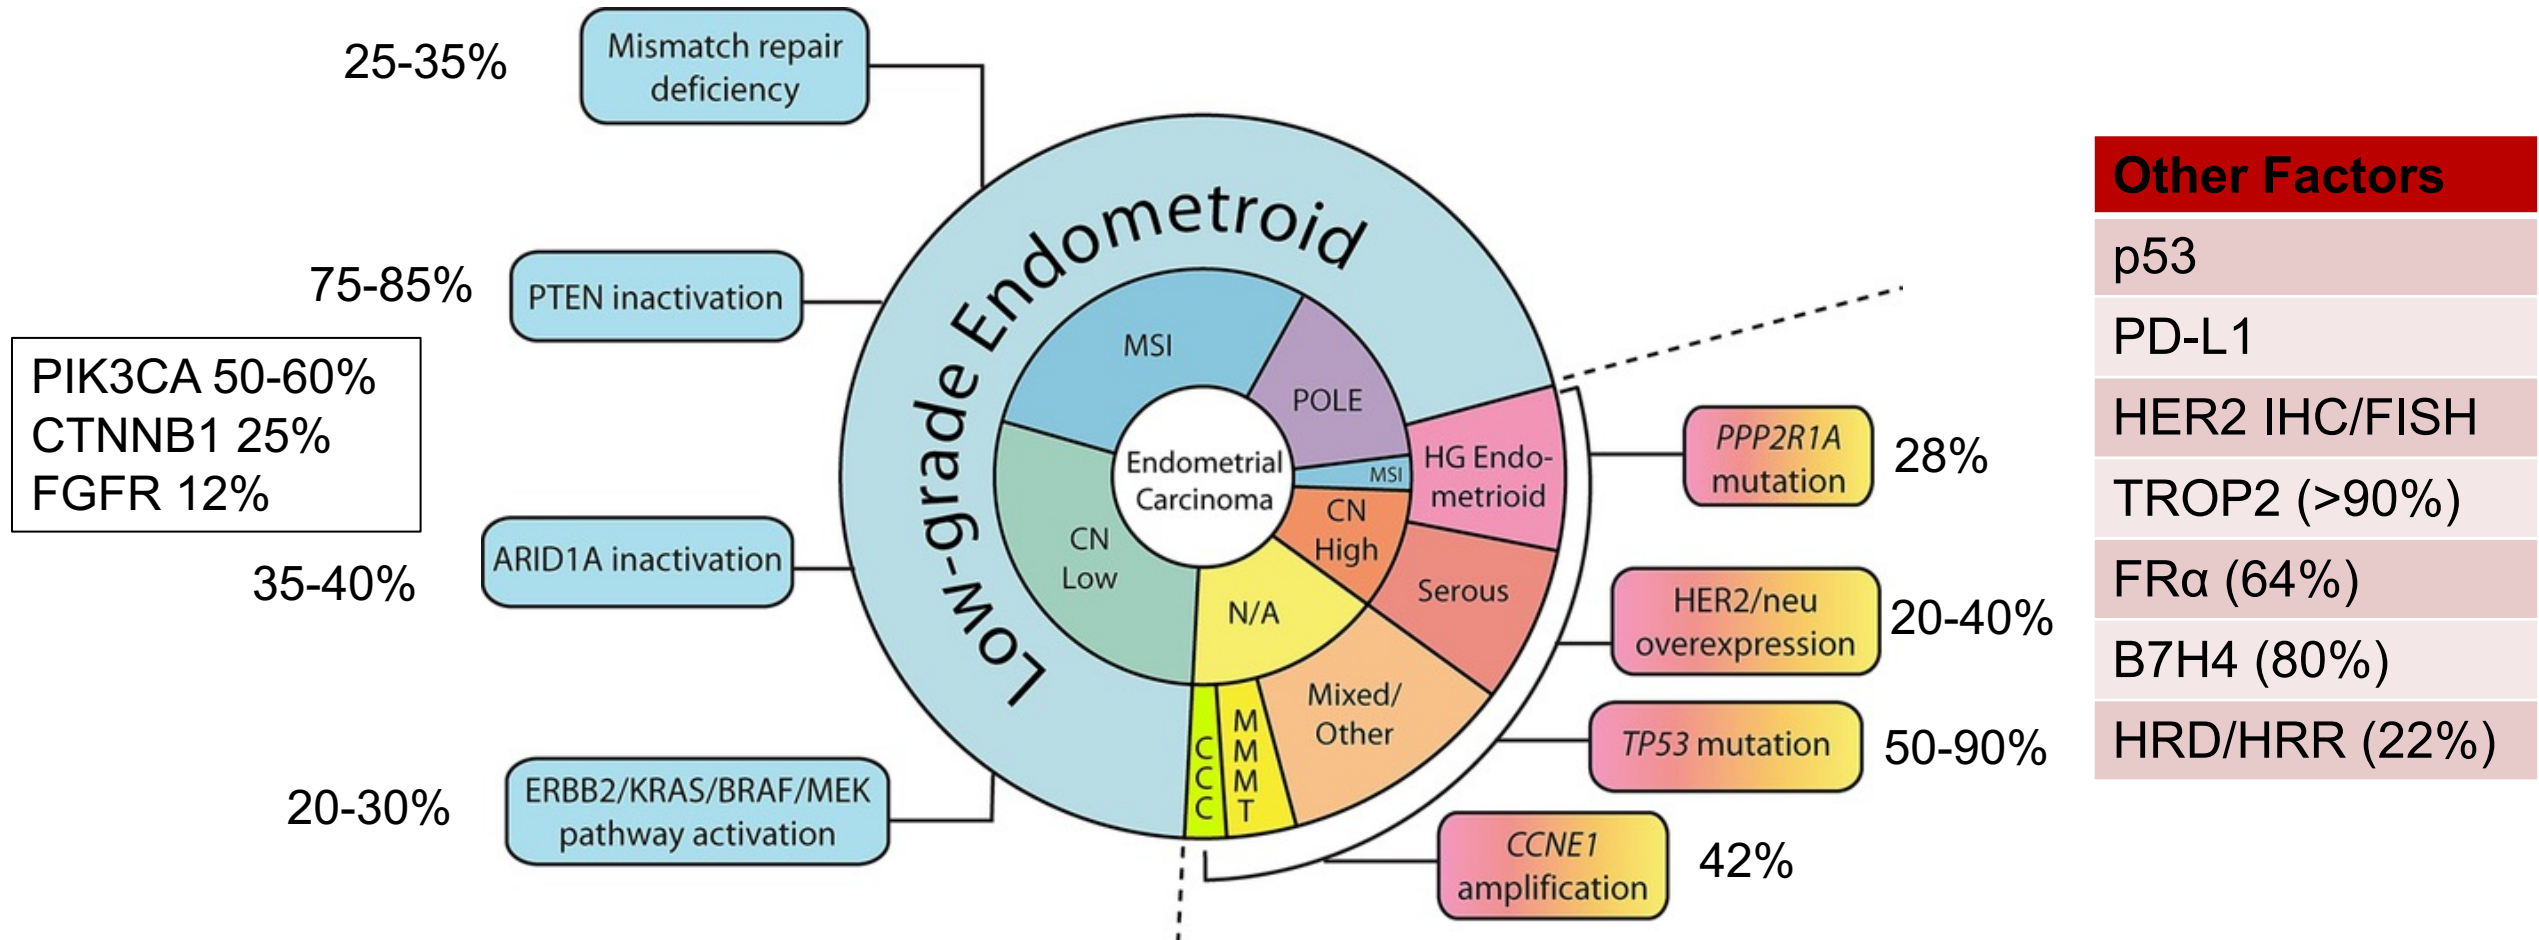 25-35%
Mismatch repair
deficiency
75-85%
PTEN inactivation
PIK3CA 50-60%
CTNNB1 25%
FGFR 12%
35-40%
ARID1A inactivation
20-30%
ERBB2/KRAS/BRAF/MEK
pathway activation
Low-grade Endometroid
MSI
POLE
MSI
CN
High
N/A
CN
Low
Endometrial
Carcinoma
HG Endo-
metrioid
Serous
Mixed/
Other
M
M
M
T
C
C
C
PPP2R1A
mutation
28%
HER2/neu
overexpression
20-40%
TP53 mutation
50-90%
CCNE1
amplification
42%
Other Factors
p53
PD-L1
HER2 IHC/FISH
TROP2 (>90%)
FRα (64%)
B7H4 (80%)
HRD/HRR (22%)